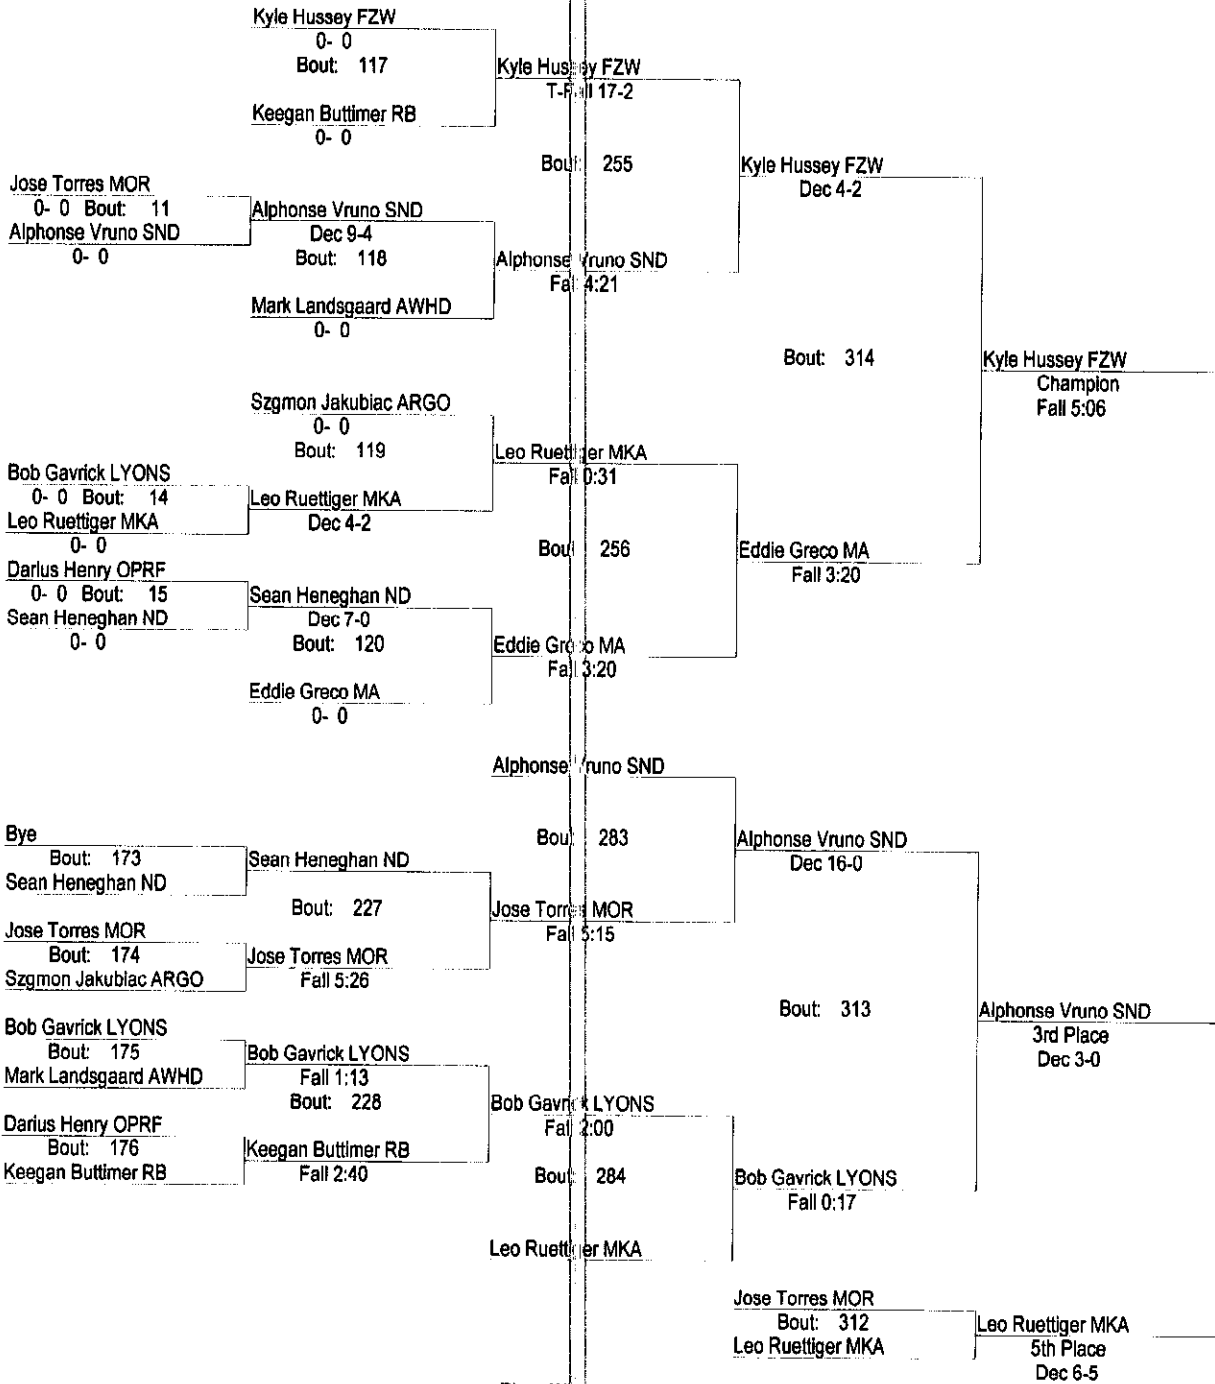 Kyle Hussey FZW
0- 0
Bout: 117
Keegan Buttimer RB
0- 0
Kyle Hussey FZW
T-Fall 17-2
Jose Torres MOR
0- 0 Bout: 11
Alphonse Vruno SND
0- 0
Alphonse Vruno SND
Dec 9-4
Bout: 118
Mark Landsgaard AWHD
0- 0
Alphonse Vruno SND
Fall 4:21
Bout: 255
Kyle Hussey FZW
Dec 4-2
Szgmon Jakubiac ARGO
0- 0
Bout: 119
Bob Gavrick LYONS
0- 0 Bout: 14
Leo Ruettiger MKA
0- 0
Leo Ruettiger MKA
Dec 4-2
Leo Ruettiger MKA
Fall 0:31
Darius Henry OPRF
0- 0 Bout: 15
Sean Heneghan ND
0- 0
Sean Heneghan ND
Dec 7-0
Bout: 120
Eddie Greco MA
0- 0
Eddie Greco MA
Fall 3:20
Bout: 256
Eddie Greco MA
Fall 3:20
Bout: 314
Kyle Hussey FZW
Champion
Fall 5:06
Alphonse Vruno SND
Bout: 283
Alphonse Vruno SND
Dec 16-0
Bye
Bout: 173
Sean Heneghan ND
Sean Heneghan ND
Bout: 227
Jose Torres MOR
Fall 5:15
Jose Torres MOR
Bout: 174
Szgmon Jakubiac ARGO
Jose Torres MOR
Fall 5:26
Bob Gavrick LYONS
Bout: 175
Mark Landsgaard AWHD
Bob Gavrick LYONS
Fall 1:13
Bout: 228
Bob Gavrick LYONS
Fall 2:00
Darius Henry OPRF
Bout: 176
Keegan Buttimer RB
Keegan Buttimer RB
Fall 2:40
Bout: 284
Bob Gavrick LYONS
Fall 0:17
Leo Ruettiger MKA
Bout: 313
Alphonse Vruno SND
3rd Place
Dec 3-0
Jose Torres MOR
Bout: 312
Leo Ruettiger MKA
Leo Ruettiger MKA
5th Place
Dec 6-5